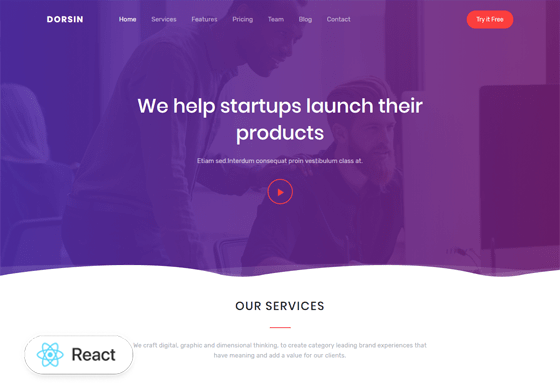 DORSIN Home Services Features Pricing Team Blog Contact Try it Free
We help startups launch their
products
Etiam sed.Interdum consequat proin vestibulum class at.
OUR SERVICES
We craft digital, graphic and dimensional thinking, to create category leading brand experiences that
have meaning and add a value for our clients.
React